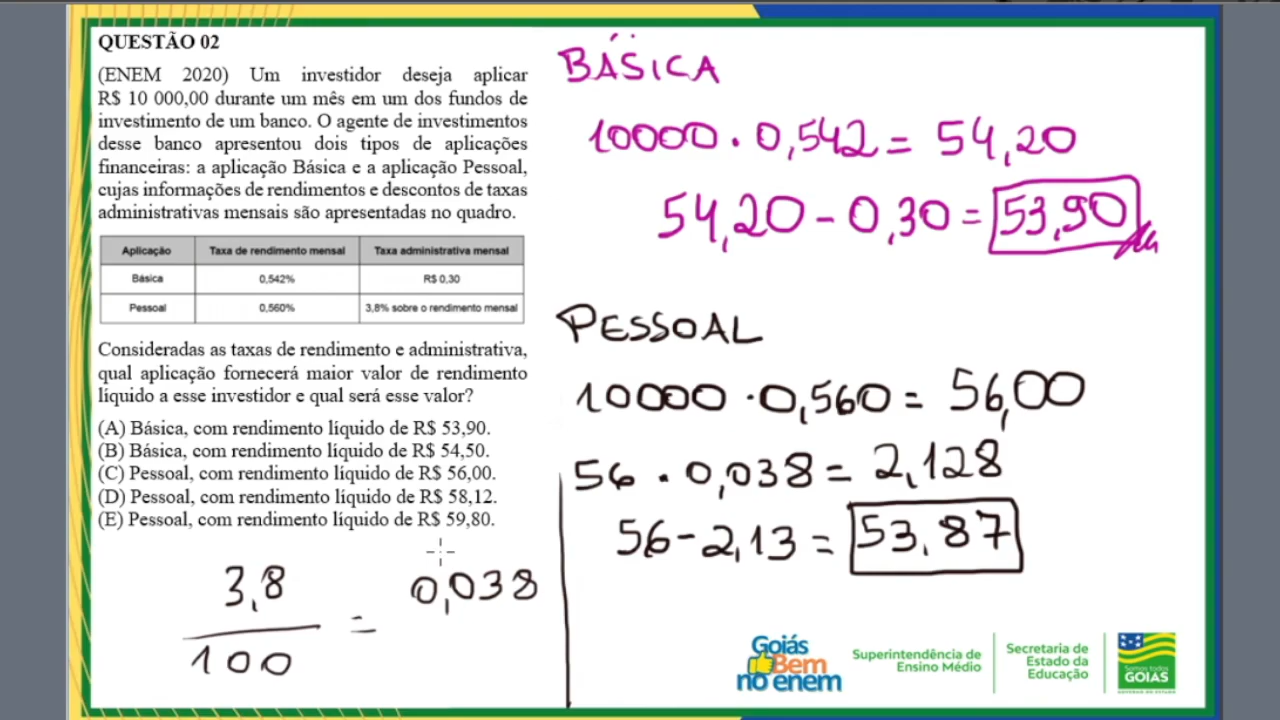 QUESTÃO 02
(ENEM 2020) Um investidor deseja aplicar
R$ 10 000,00 durante um mês em um dos fundos de
investimento de um banco. O agente de investimentos
desse banco apresentou dois tipos de aplicações
financeiras: a aplicação Básica e a aplicação Pessoal,
cujas informações de rendimentos e descontos de taxas
administrativas mensais são apresentadas no quadro.
Aplicação Taxa de rendimento mensal Taxa administrativa mensal
Básica 0,542% R$ 0,30
Pessoal 0,560% 3,8% sobre o rendimento mensal
Consideradas as taxas de rendimento e administrativa,
qual aplicação fornecerá maior valor de rendimento
líquido a esse investidor e qual será esse valor?
(A) Básica, com rendimento líquido de R$ 53,90.
(B) Básica, com rendimento líquido de R$ 54,50.
(C) Pessoal, com rendimento líquido de R$ 56,00.
(D) Pessoal, com rendimento líquido de R$ 58,12.
(E) Pessoal, com rendimento líquido de R$ 59,80.
3,8
100
= 0,038
BÁSICA
10000 . 0,542 = 54,20
54,20 - 0,30 = 53,90
PESSOAL
10000 . 0,560 = 56,00
56 . 0,038 = 2,128
56 - 2,13 = 53,87
Goiás
Bem
no enem
Superintendência de
Ensino Médio
Secretaria de
Estado da
Educação
Somos todos
GOIÁS
GOVERNO DO ESTADO